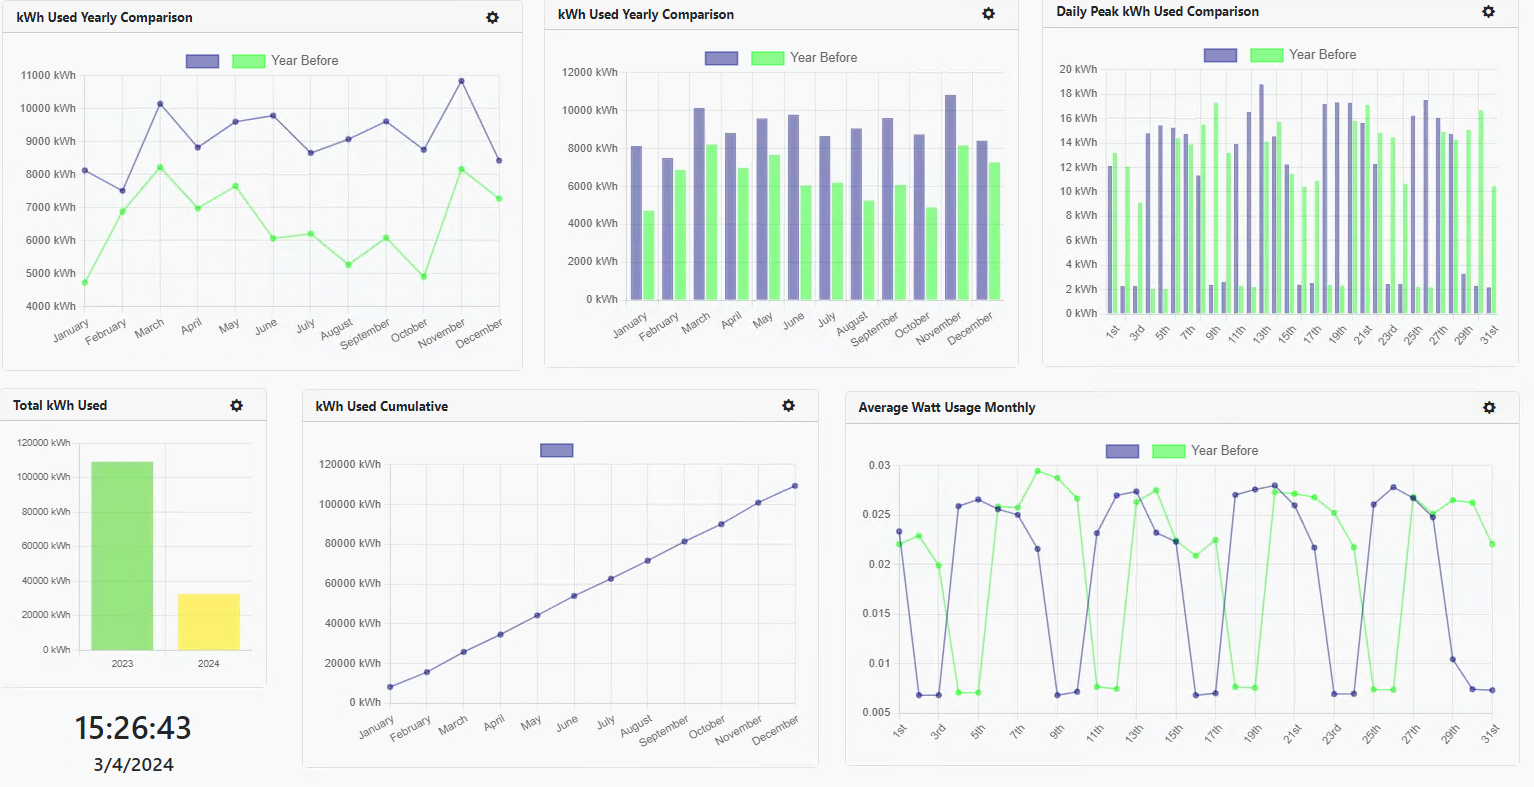 kWh Used Yearly Comparison
Year Before
11000 kWh
10000 kWh
9000 kWh
8000 kWh
7000 kWh
6000 kWh
5000 kWh
4000 kWh
January
February
March
April
May
June
July
August
September
October
November
December
kWh Used Yearly Comparison
Year Before
12000 kWh
10000 kWh
8000 kWh
6000 kWh
4000 kWh
2000 kWh
0 kWh
January
February
March
April
May
June
July
August
September
October
November
December
Daily Peak kWh Used Comparison
Year Before
20 kWh
18 kWh
16 kWh
14 kWh
12 kWh
10 kWh
8 kWh
6 kWh
4 kWh
2 kWh
0 kWh
1st
3rd
5th
7th
9th
11th
13th
15th
17th
19th
21st
23rd
25th
27th
29th
31st
Total kWh Used
120000 kWh
100000 kWh
80000 kWh
60000 kWh
40000 kWh
20000 kWh
0 kWh
2023
2024
15:26:43
3/4/2024
kWh Used Cumulative
120000 kWh
100000 kWh
80000 kWh
60000 kWh
40000 kWh
20000 kWh
0 kWh
January
February
March
April
May
June
July
August
September
October
November
December
Average Watt Usage Monthly
Year Before
0.03
0.025
0.02
0.015
0.01
0.005
1st
3rd
5th
7th
9th
11th
13th
15th
17th
19th
21st
23rd
25th
27th
29th
31st